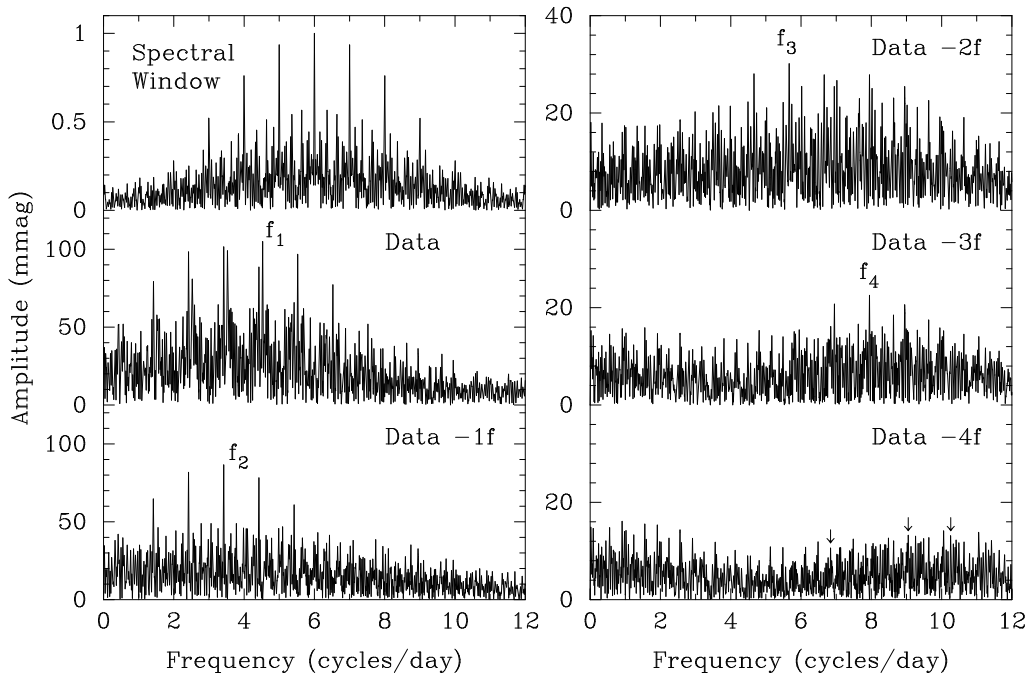 Spectral
Window
1
0.5
0
Data
f1
100
50
0
Data -1f
f2
100
50
0
0 2 4 6 8 10 12
Frequency (cycles/day)
Amplitude (mmag)
Data -2f
f3
40
20
0
Data -3f
f4
20
0
Data -4f
20
0
0 2 4 6 8 10 12
Frequency (cycles/day)